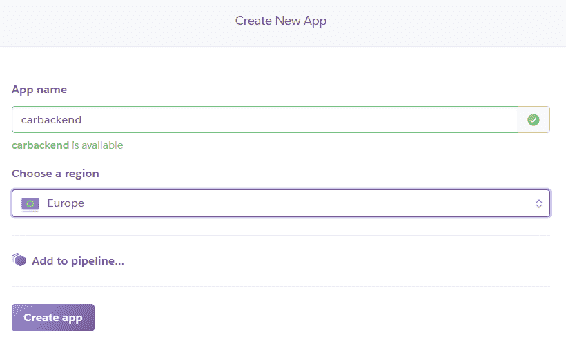 Create New App
App name
carbackend
carbackend is available
Choose a region
Europe
Add to pipeline...
Create app